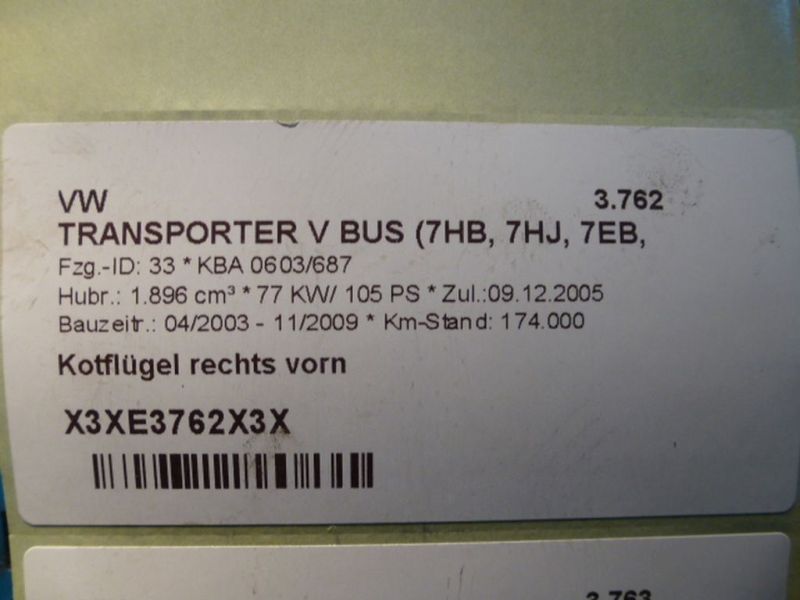 VW 3.762
TRANSPORTER V BUS (7HB, 7HJ, 7EB,
Fzg.-ID: 33 * KBA 0603/687
Hubr.: 1.896 cm³ * 77 KW/ 105 PS * Zul.:09.12.2005
Bauzeitr.: 04/2003 - 11/2009 * Km-Stand: 174.000
Kotflügel rechts vorn
X3XE3762X3X
3.763